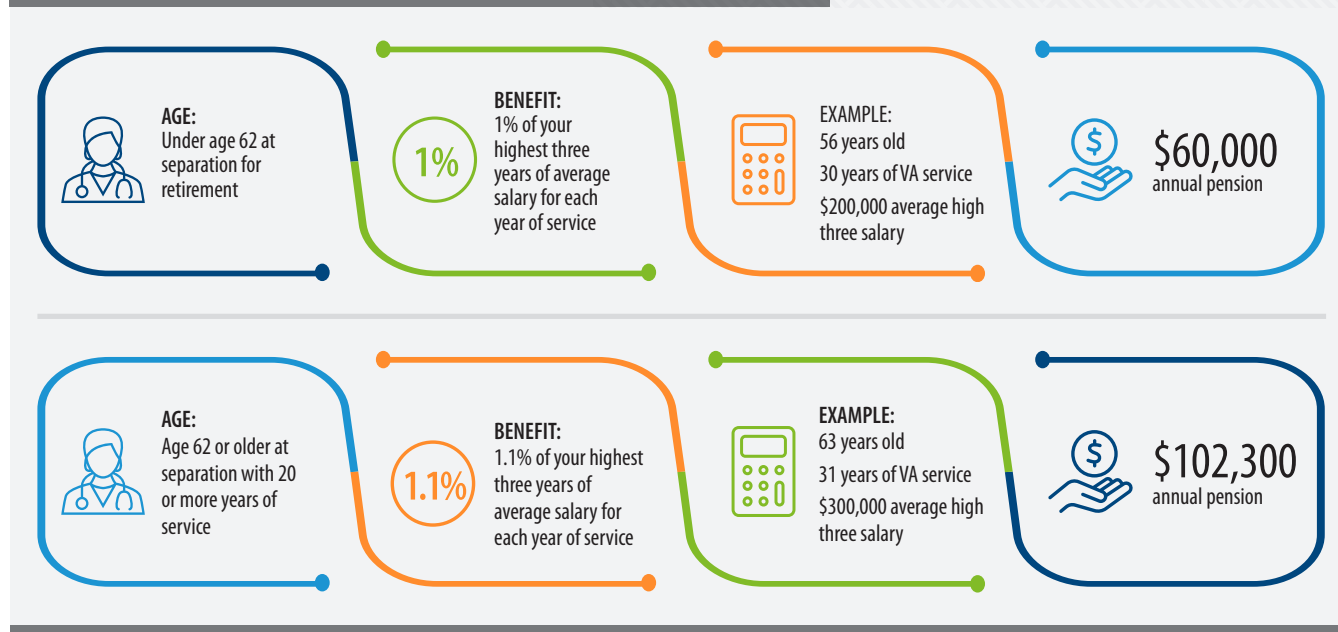 AGE:
Under age 62 at
separation for
retirement
1%
BENEFIT:
1% of your
highest three
years of average
salary for each
year of service
EXAMPLE:
56 years old
30 years of VA service
$200,000 average high
three salary
$
$60,000
annual pension
AGE:
Age 62 or older at
separation with 20
or more years of
service
1.1%
BENEFIT:
1.1% of your highest
three years of
average salary for
each year of service
EXAMPLE:
63 years old
31 years of VA service
$300,000 average high
three salary
$
$102,300
annual pension